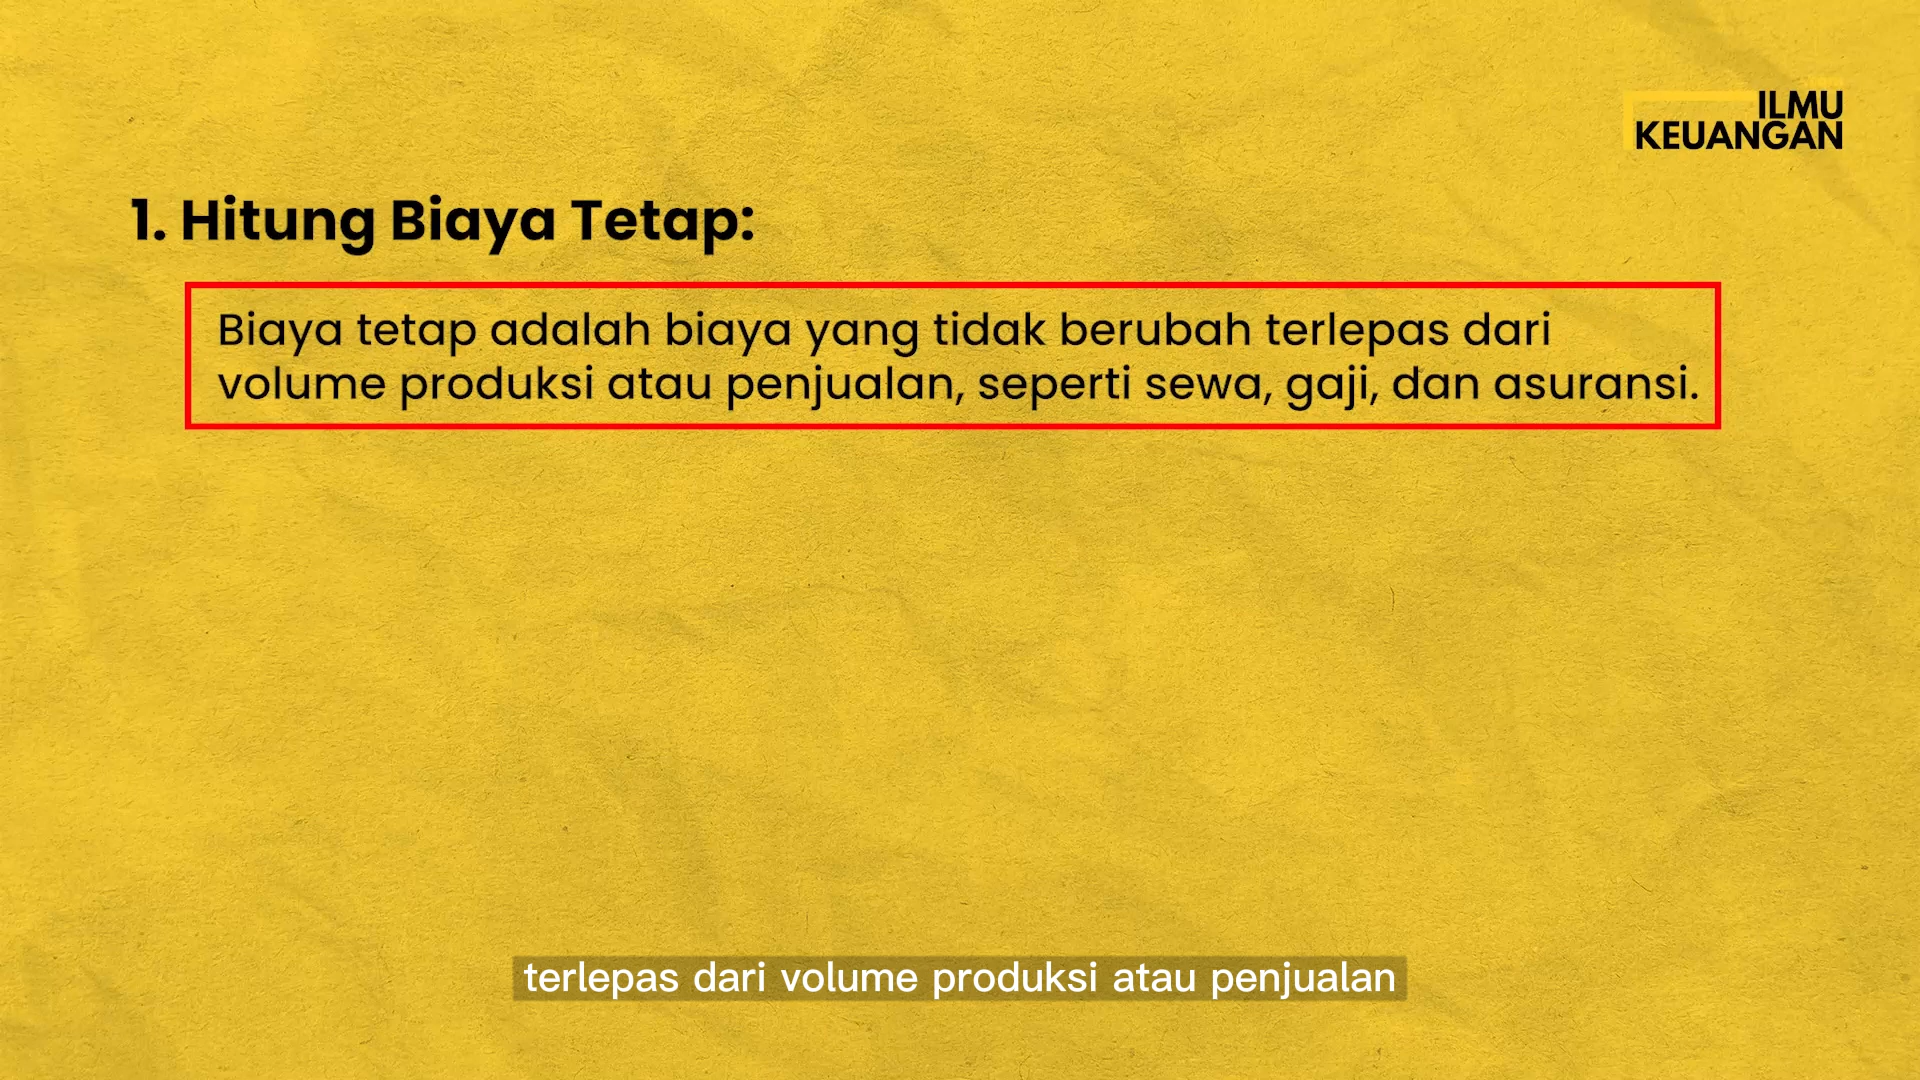 ILMU
KEUANGAN
1. Hitung Biaya Tetap:
Biaya tetap adalah biaya yang tidak berubah terlepas dari
volume produksi atau penjualan, seperti sewa, gaji, dan asuransi.
terlepas dari volume produksi atau penjualan